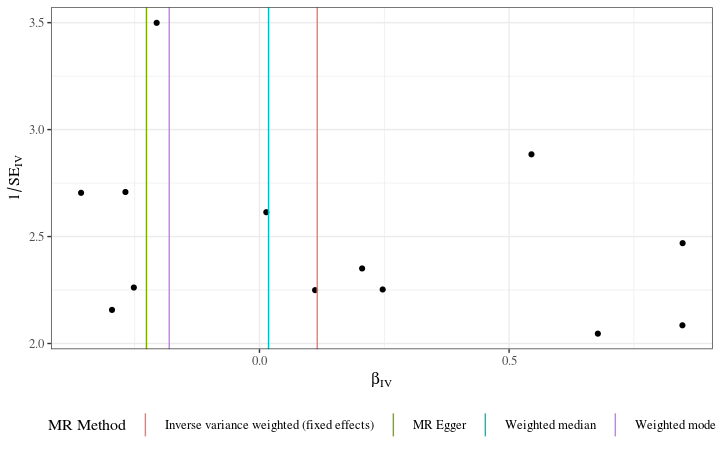 3.5
3.0
2.5
2.0
1/SE_IV
0.0 0.5
β_IV
MR Method Inverse variance weighted (fixed effects) MR Egger Weighted median Weighted mode